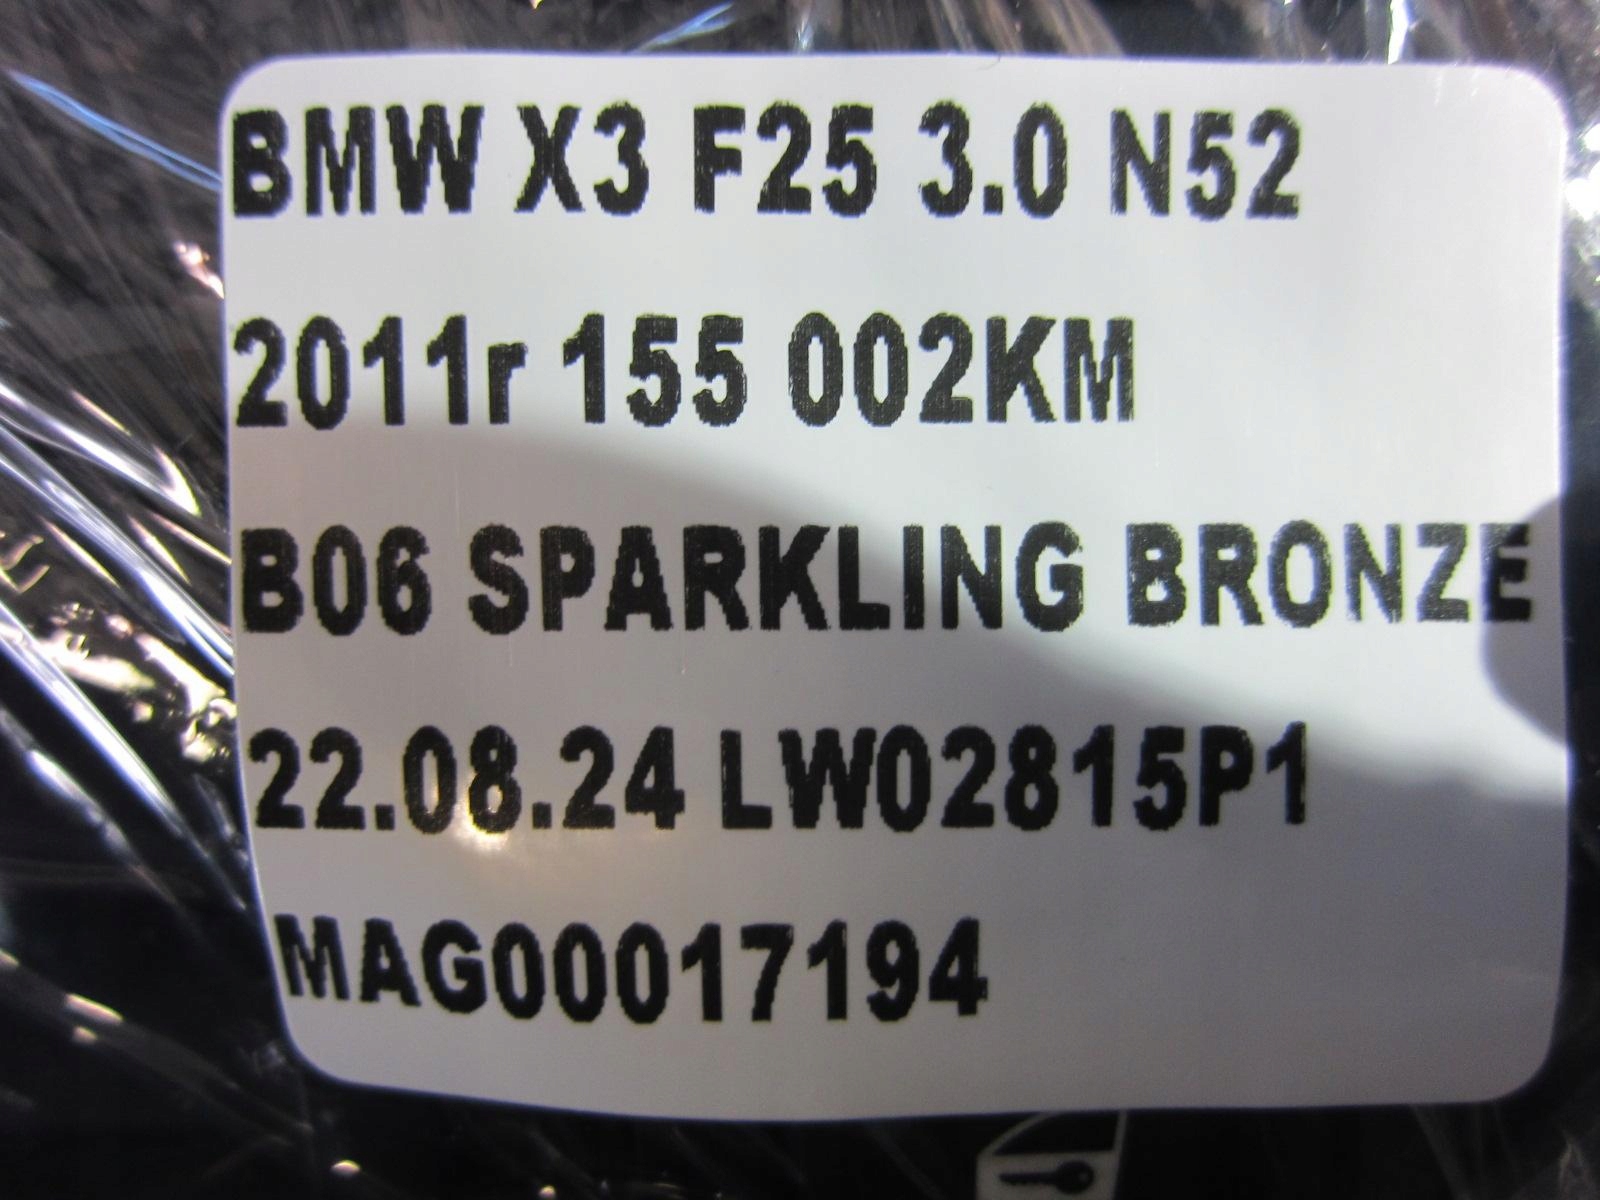 BMW X3 F25 3.0 N52
2011r 155 002KM
B06 SPARKLING BRONZE
22.08.24 LW02815P1
MAG00017194